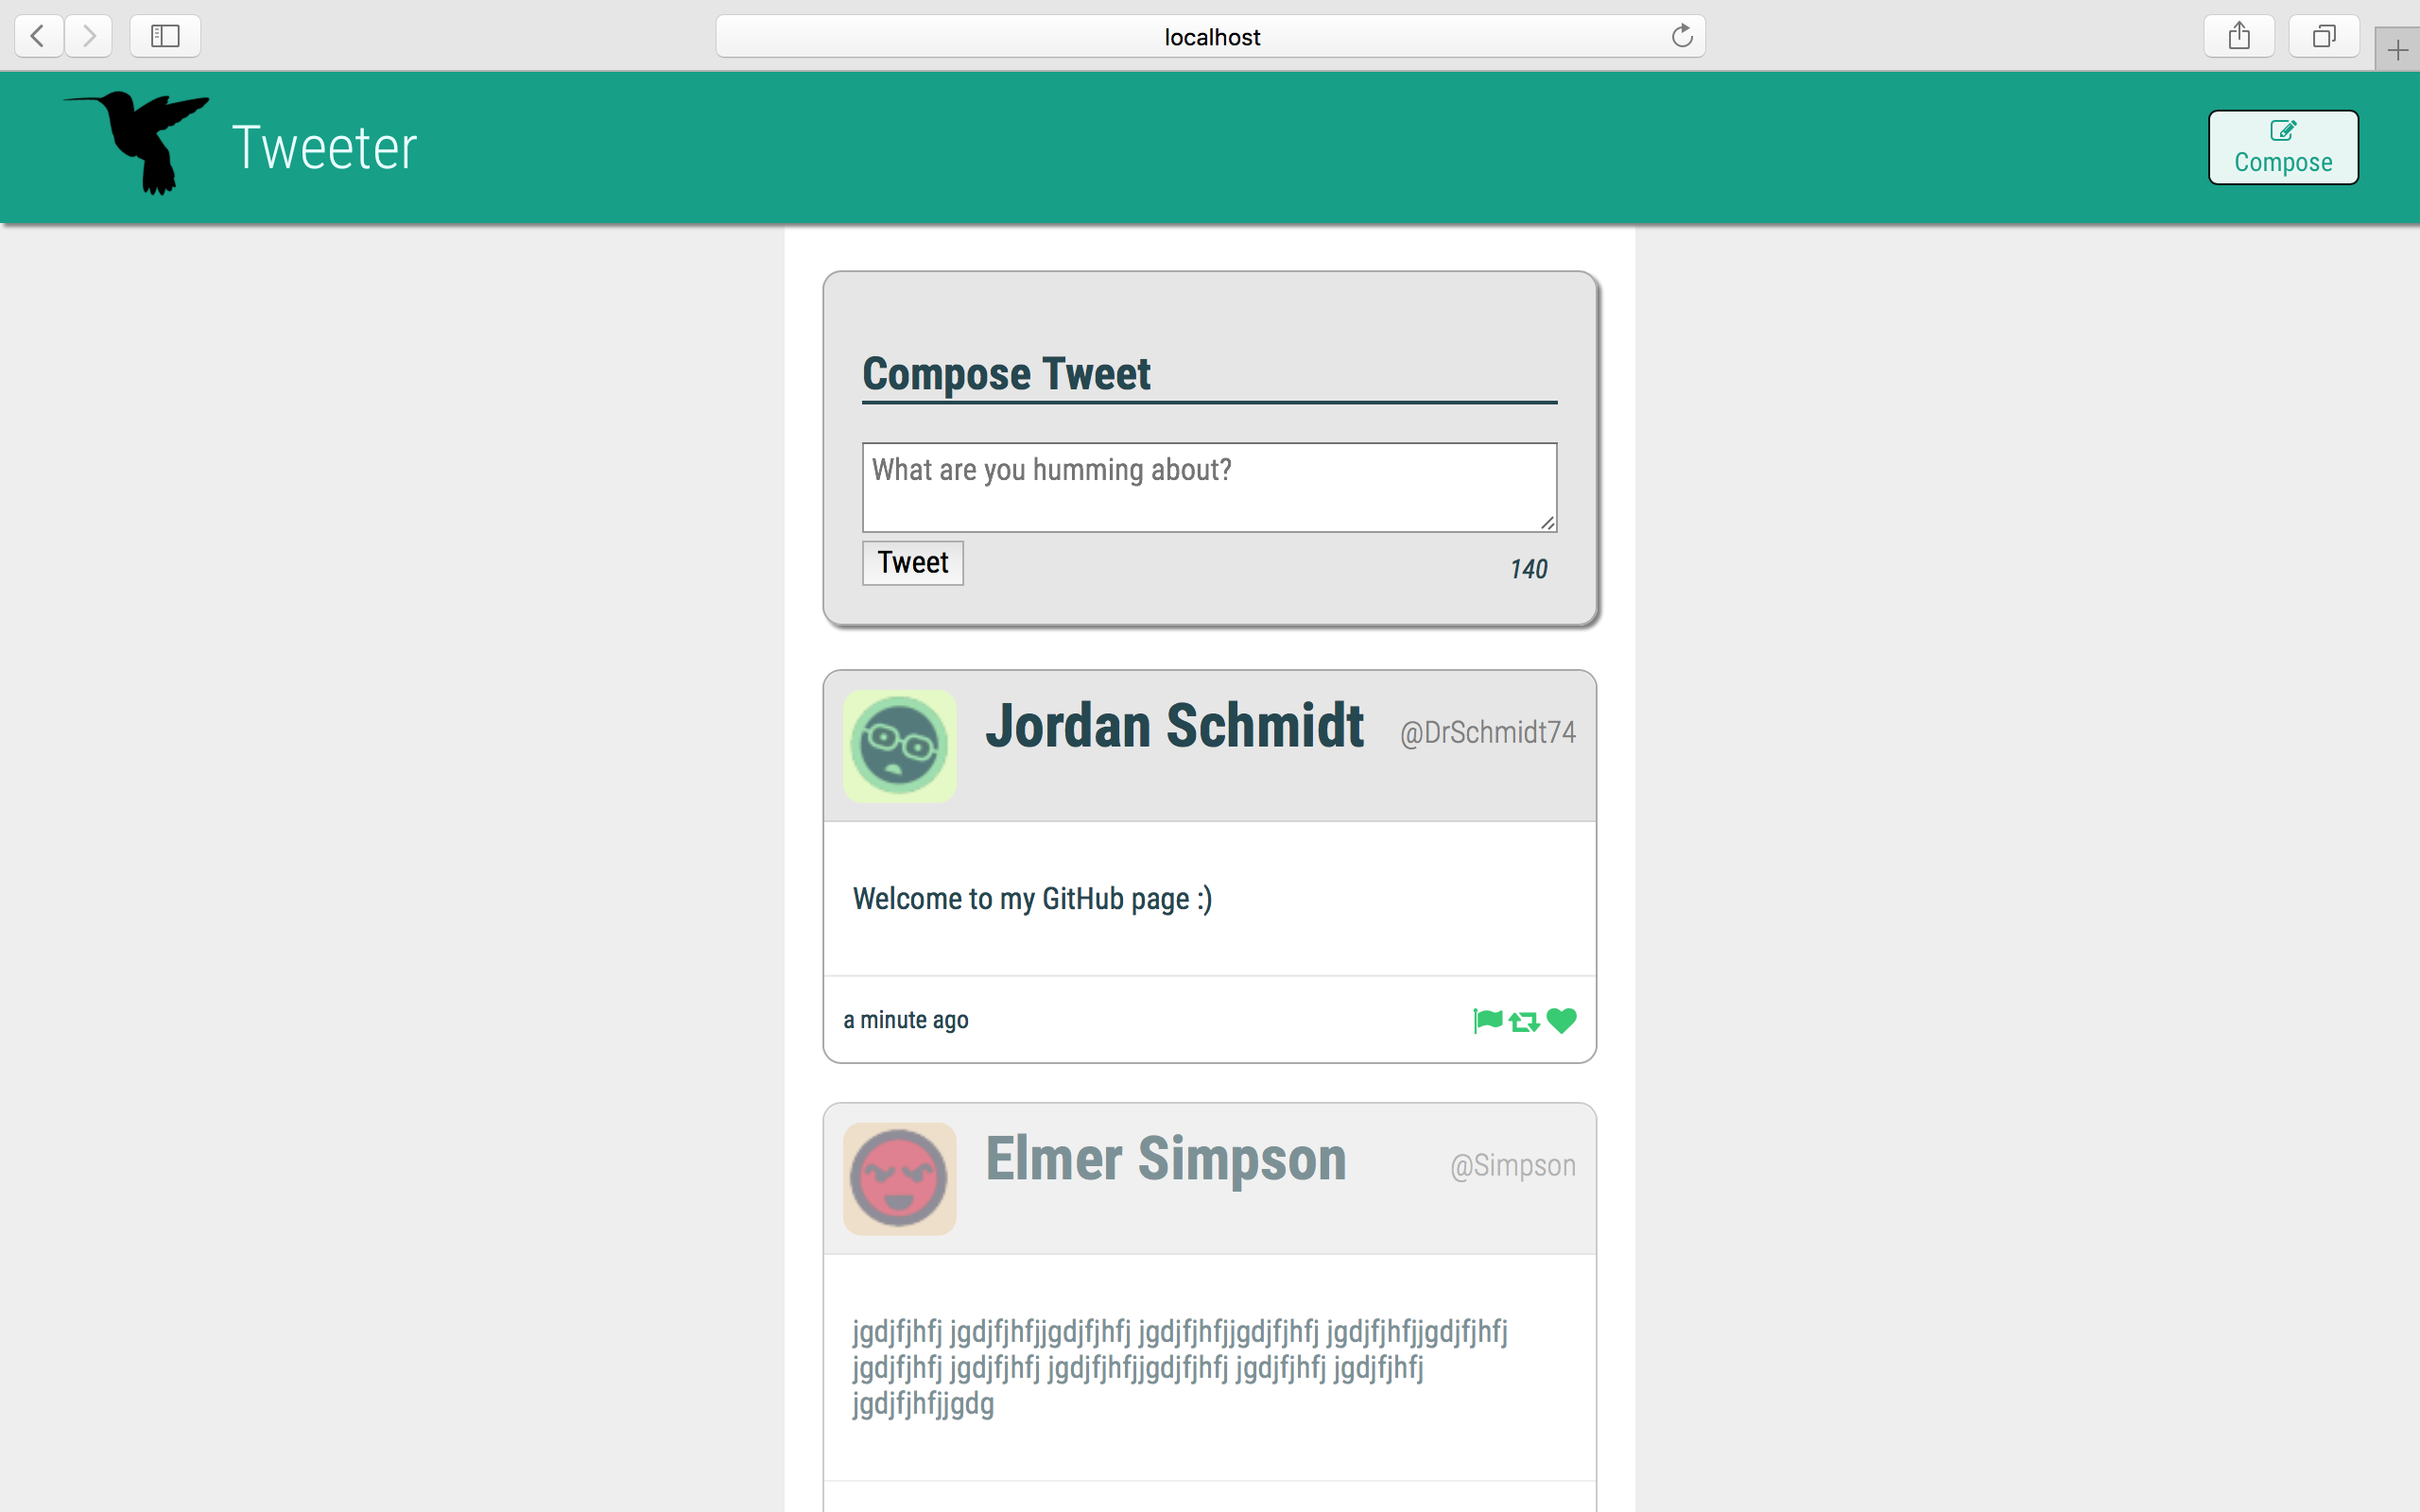 localhost
Tweeter
Compose
Compose Tweet
What are you humming about?
Tweet
140
Jordan Schmidt @DrSchmidt74
Welcome to my GitHub page :)
a minute ago
Elmer Simpson @Simpson
jgdjfjhfj jgdjfjhfjjgdjfjhfj jgdjfjhfjjgdjfjhfj jgdjfjhfjjgdjfjhfj
jgdjfjhfj jgdjfjhfj jgdjfjhfjjgdjfjhfj jgdjfjhfj jgdjfjhfj
jgdjfjhfjjgdg